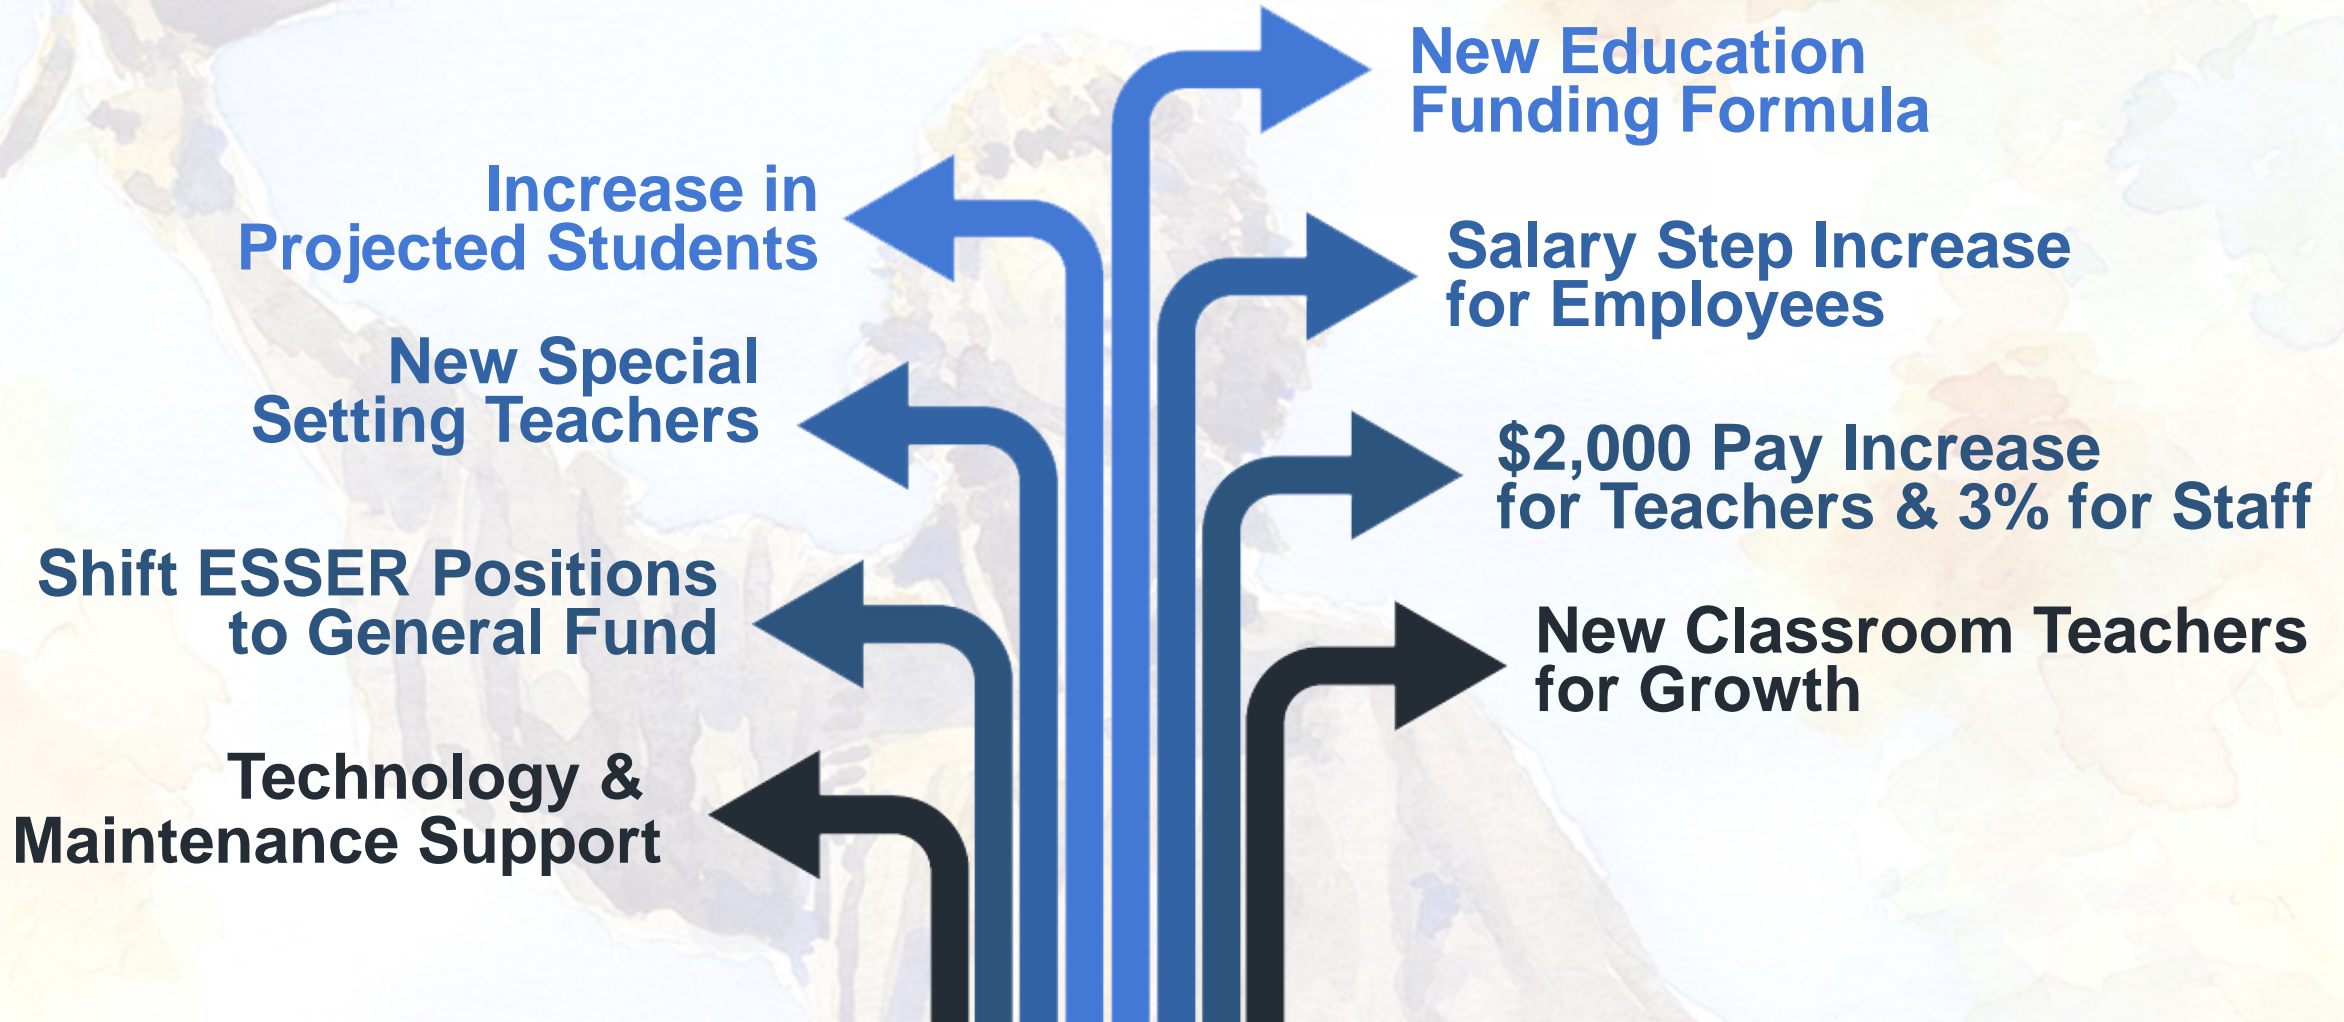 New Education
Funding Formula
Increase in
Projected Students
Salary Step Increase
for Employees
New Special
Setting Teachers
$2,000 Pay Increase
for Teachers & 3% for Staff
Shift ESSER Positions
to General Fund
New Classroom Teachers
for Growth
Technology &
Maintenance Support